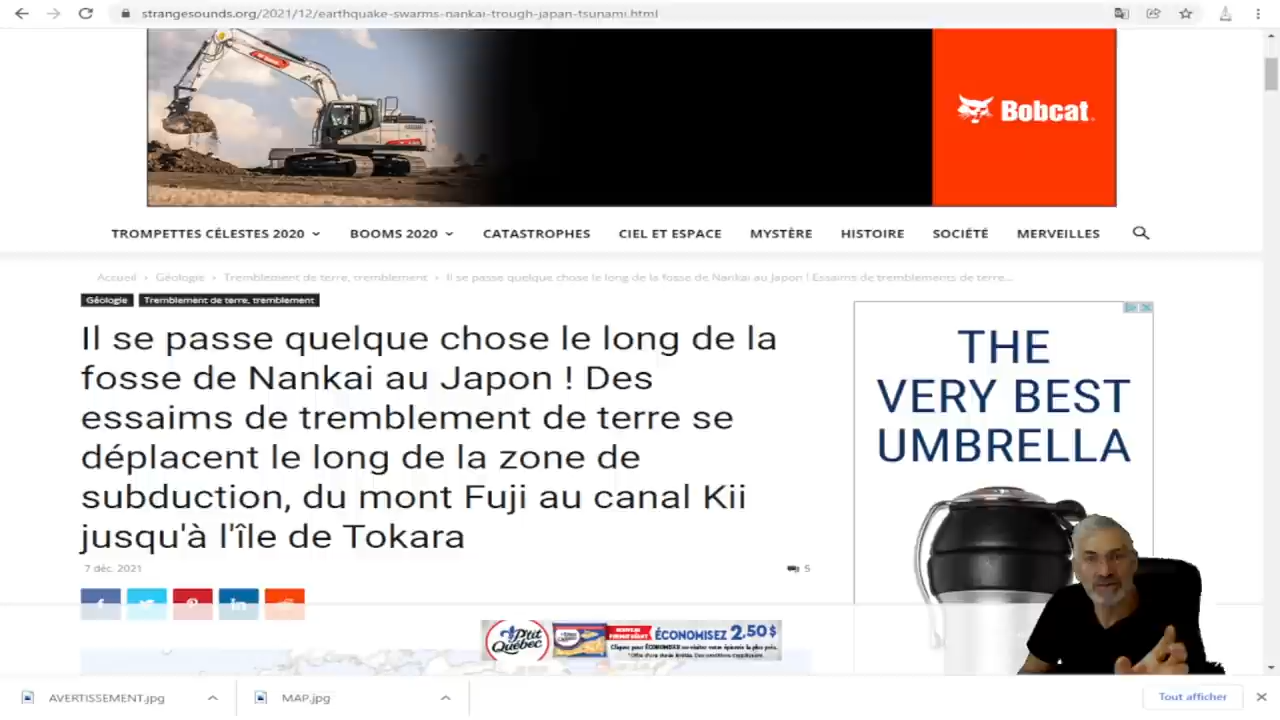 strangesounds.org/2021/12/earthquake-swarms-nankai-trough-japan-tsunami.html
Bobcat.
TROMPETTES CÉLESTES 2020
BOOMS 2020
CATASTROPHES
CIEL ET ESPACE
MYSTÈRE
HISTOIRE
SOCIÉTÉ
MERVEILLES
Accueil › Géologie › Tremblement de terre, tremblement › Il se passe quelque chose le long de la fosse de Nankai au Japon ! Essaims de tremblements de terre...
Géologie
Tremblement de terre, tremblement
Il se passe quelque chose le long de la
fosse de Nankai au Japon ! Des
essaims de tremblement de terre se
déplacent le long de la zone de
subduction, du mont Fuji au canal Kii
jusqu'à l'île de Tokara
7 déc. 2021
5
THE
VERY BEST
UMBRELLA
P'tit
Québec
ÉCONOMISEZ 2,50$
AVERTISSEMENT.jpg
MAP.jpg
Tout afficher